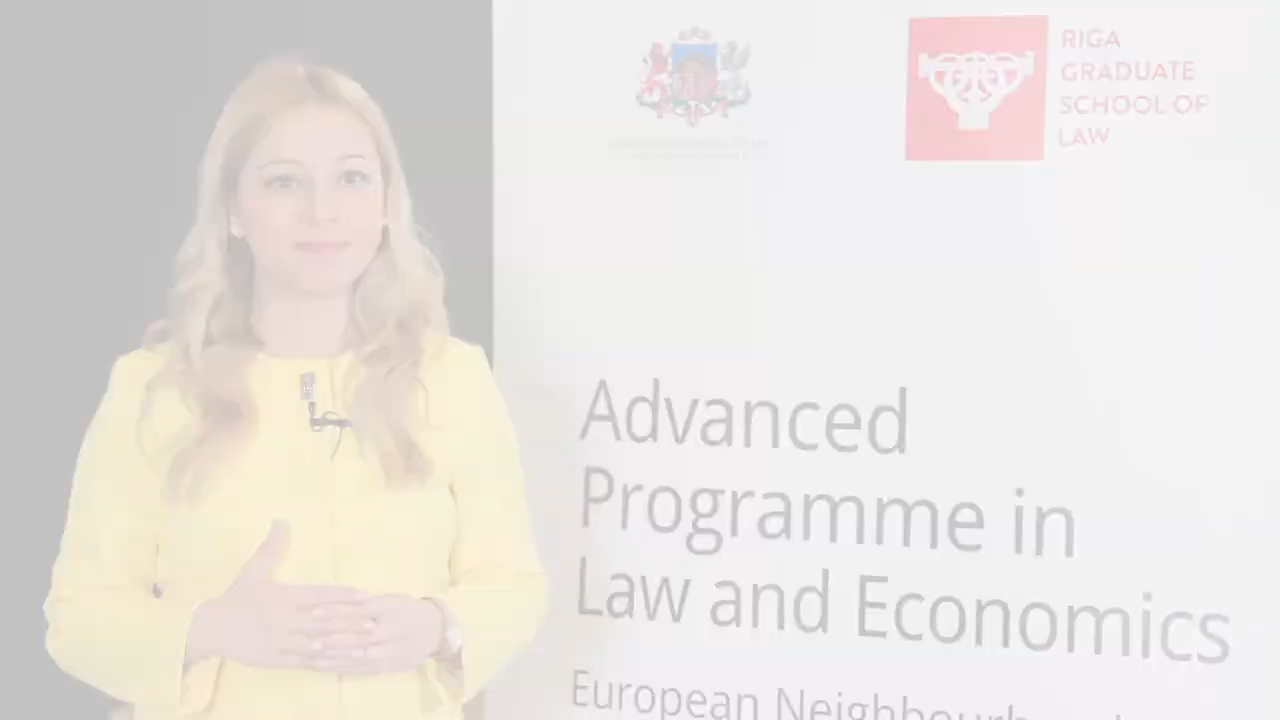 RIGA
GRADUATE
SCHOOL OF
LAW
Advanced
Programme in
Law and Economics
European